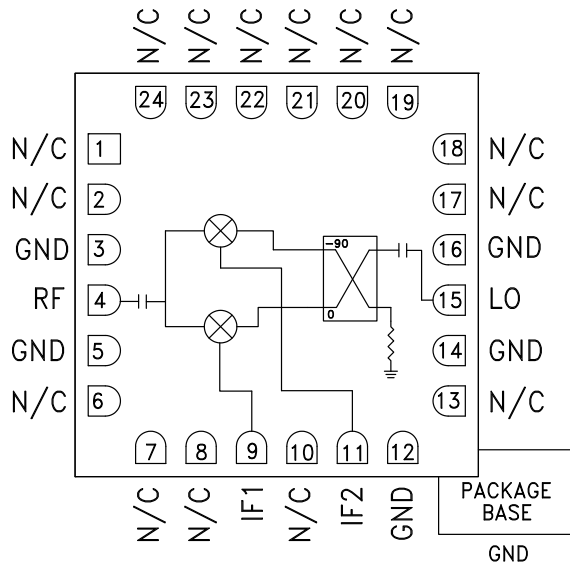 N/C N/C N/C N/C N/C N/C
24 23 22 21 20 19
N/C 1 18 N/C
N/C 2 17 N/C
GND 3 -90 16 GND
RF 4 15 LO
0
GND 5 14 GND
N/C 6 13 N/C
7 8 9 10 11 12
N/C N/C IF1 N/C IF2 GND
PACKAGE
BASE
GND